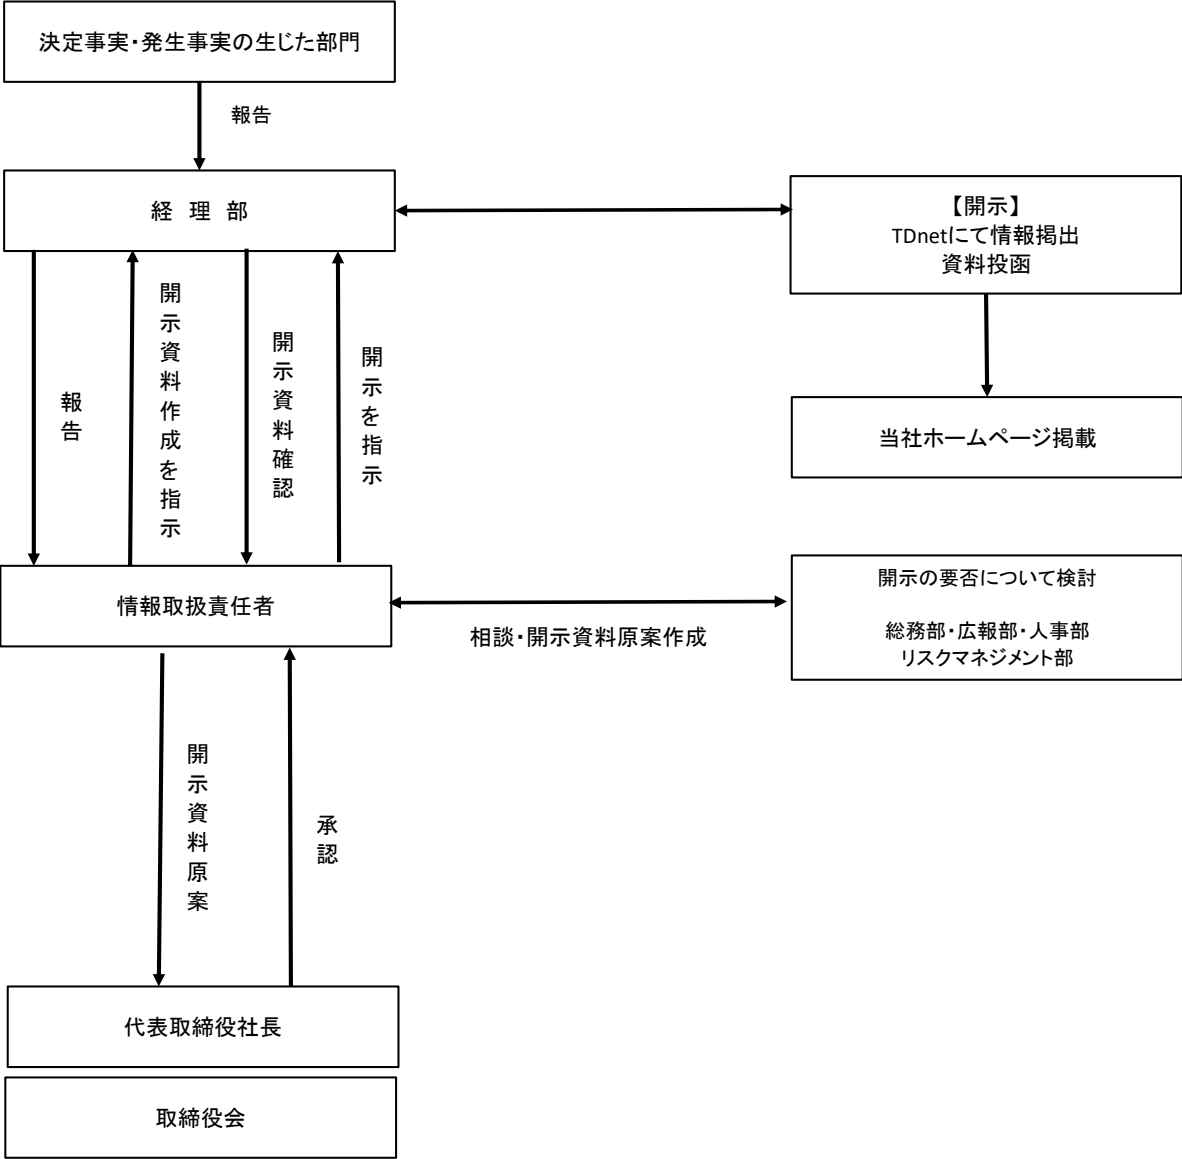 決定事実・発生事実の生じた部門
報告
経　理　部
【開示】
TDnetにて情報掲出
資料投函
報告
開示資料作成を指示
開示資料確認
開示を指示
当社ホームページ掲載
情報取扱責任者
相談・開示資料原案作成
開示の要否について検討
総務部・広報部・人事部
リスクマネジメント部
開示資料原案
承認
代表取締役社長
取締役会